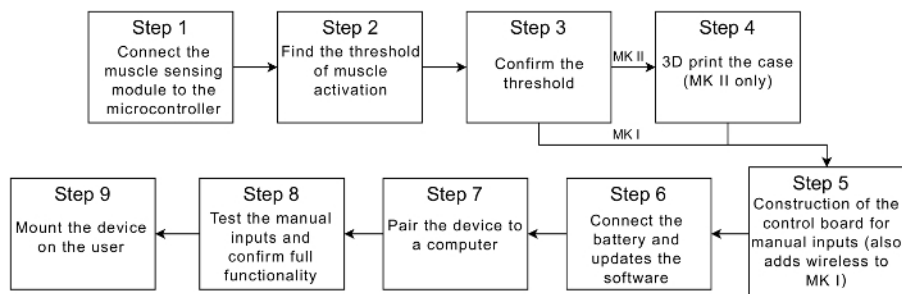 Step 1
Connect the
muscle sensing
module to the
microcontroller
Step 2
Find the threshold
of muscle
activation
Step 3
Confirm the
threshold
MK II
Step 4
3D print the case
(MK II only)
MK I
Step 5
Construction of the
control board for
manual inputs (also
adds wireless to
MK I)
Step 6
Connect the
battery and
updates the
software
Step 7
Pair the device to
a computer
Step 8
Test the manual
inputs and
confirm full
functionality
Step 9
Mount the device
on the user